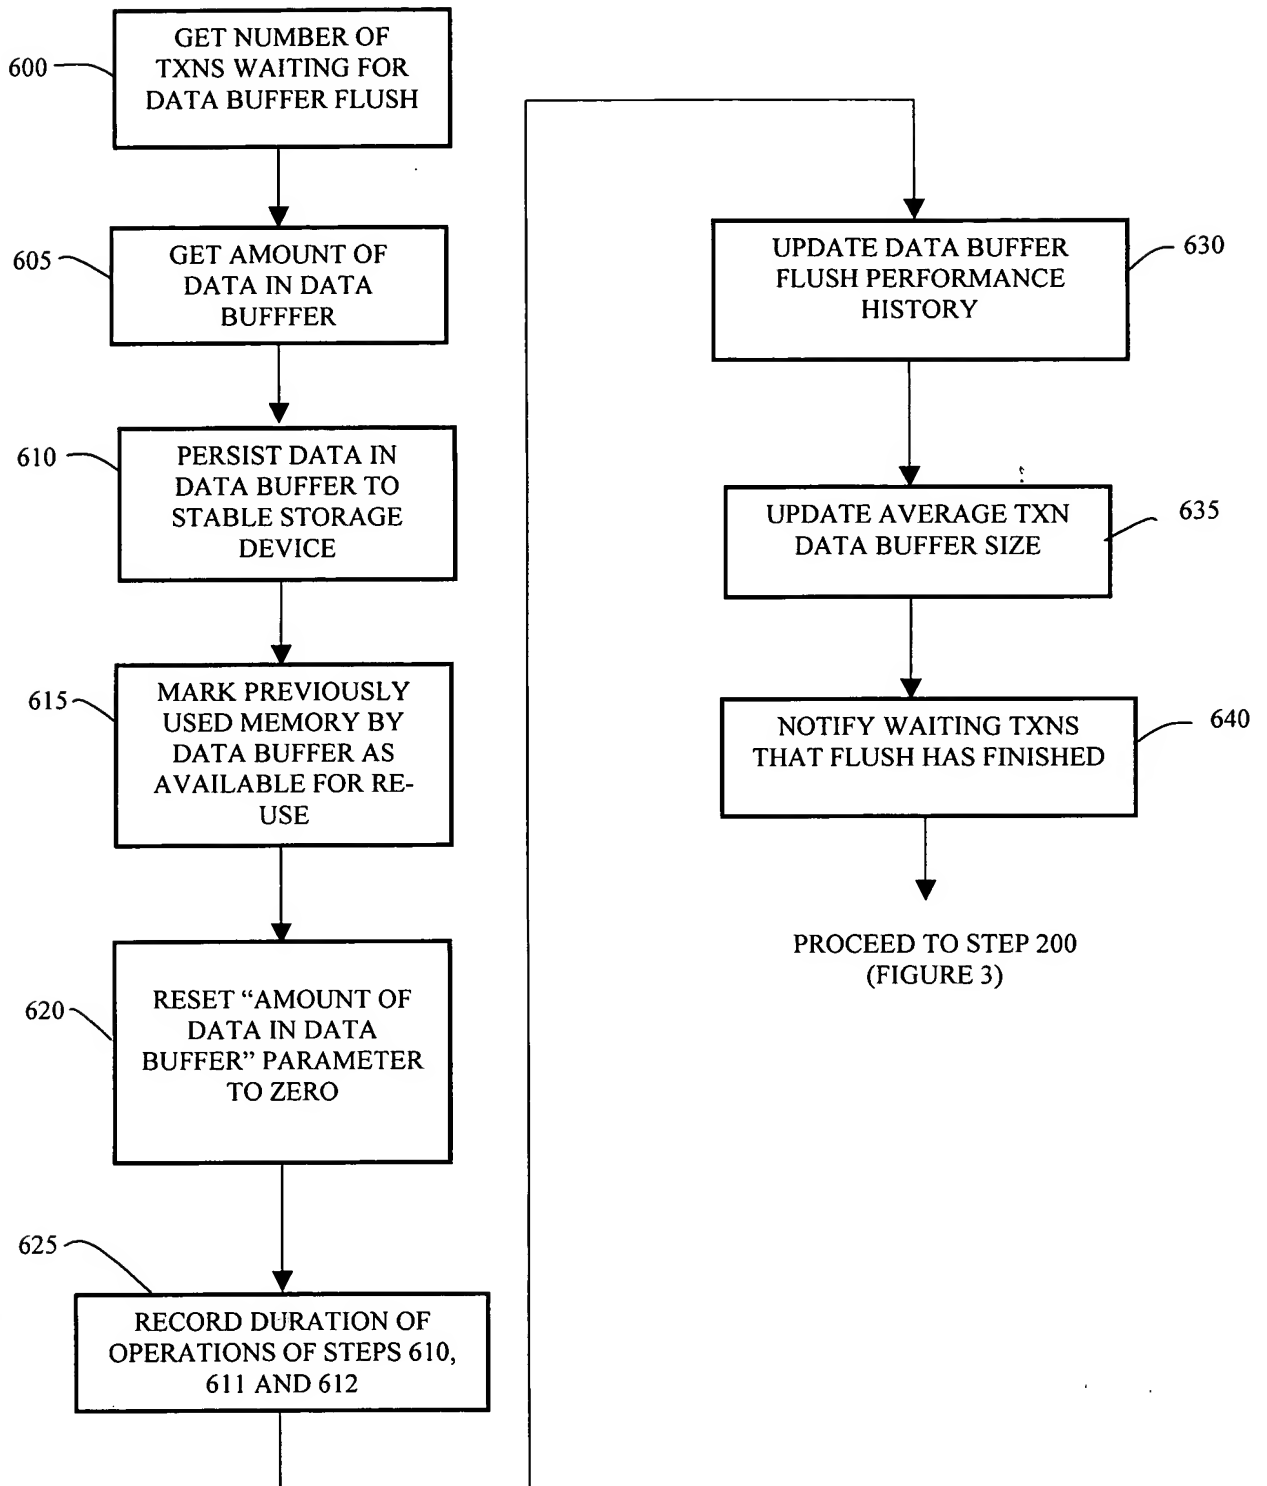 600
GET NUMBER OF
TXNS WAITING FOR
DATA BUFFER FLUSH
605
GET AMOUNT OF
DATA IN DATA
BUFFFER
610
PERSIST DATA IN
DATA BUFFER TO
STABLE STORAGE
DEVICE
615
MARK PREVIOUSLY
USED MEMORY BY
DATA BUFFER AS
AVAILABLE FOR RE-
USE
620
RESET “AMOUNT OF
DATA IN DATA
BUFFER” PARAMETER
TO ZERO
625
RECORD DURATION OF
OPERATIONS OF STEPS 610,
611 AND 612
630
UPDATE DATA BUFFER
FLUSH PERFORMANCE
HISTORY
635
UPDATE AVERAGE TXN
DATA BUFFER SIZE
640
NOTIFY WAITING TXNS
THAT FLUSH HAS FINISHED
PROCEED TO STEP 200
(FIGURE 3)